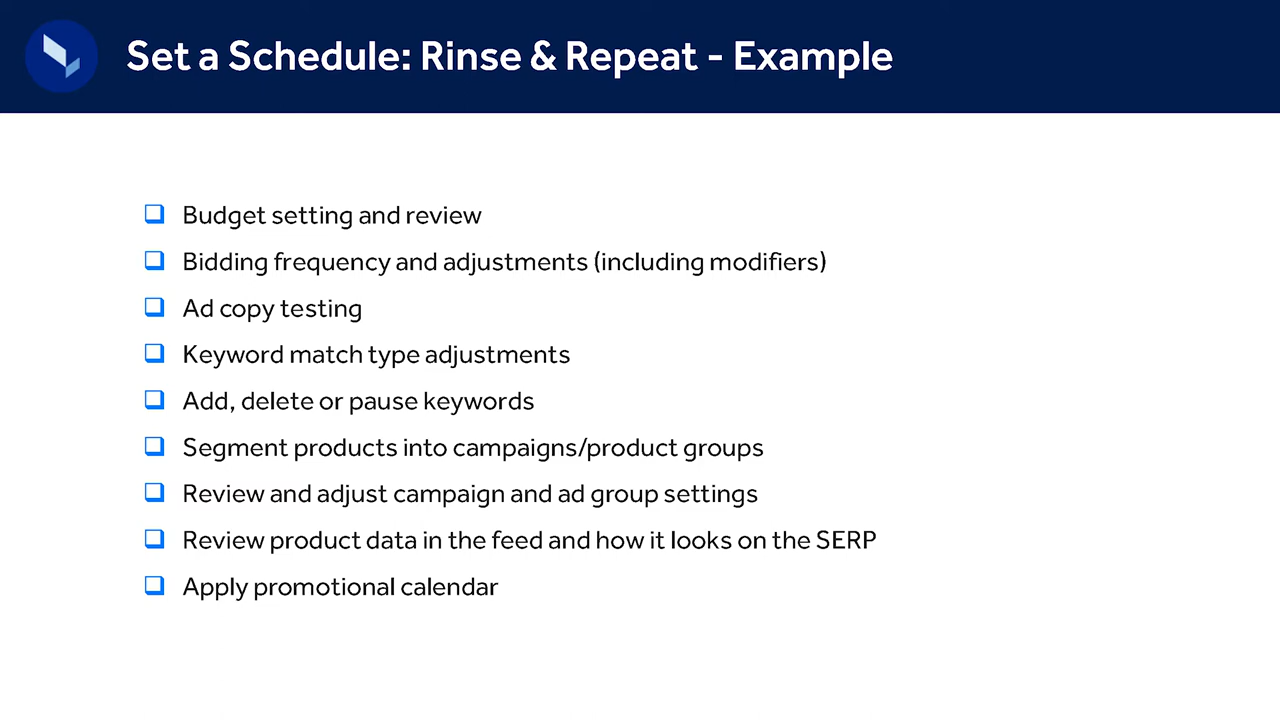 Set a Schedule: Rinse & Repeat - Example
Budget setting and review
Bidding frequency and adjustments (including modifiers)
Ad copy testing
Keyword match type adjustments
Add, delete or pause keywords
Segment products into campaigns/product groups
Review and adjust campaign and ad group settings
Review product data in the feed and how it looks on the SERP
Apply promotional calendar